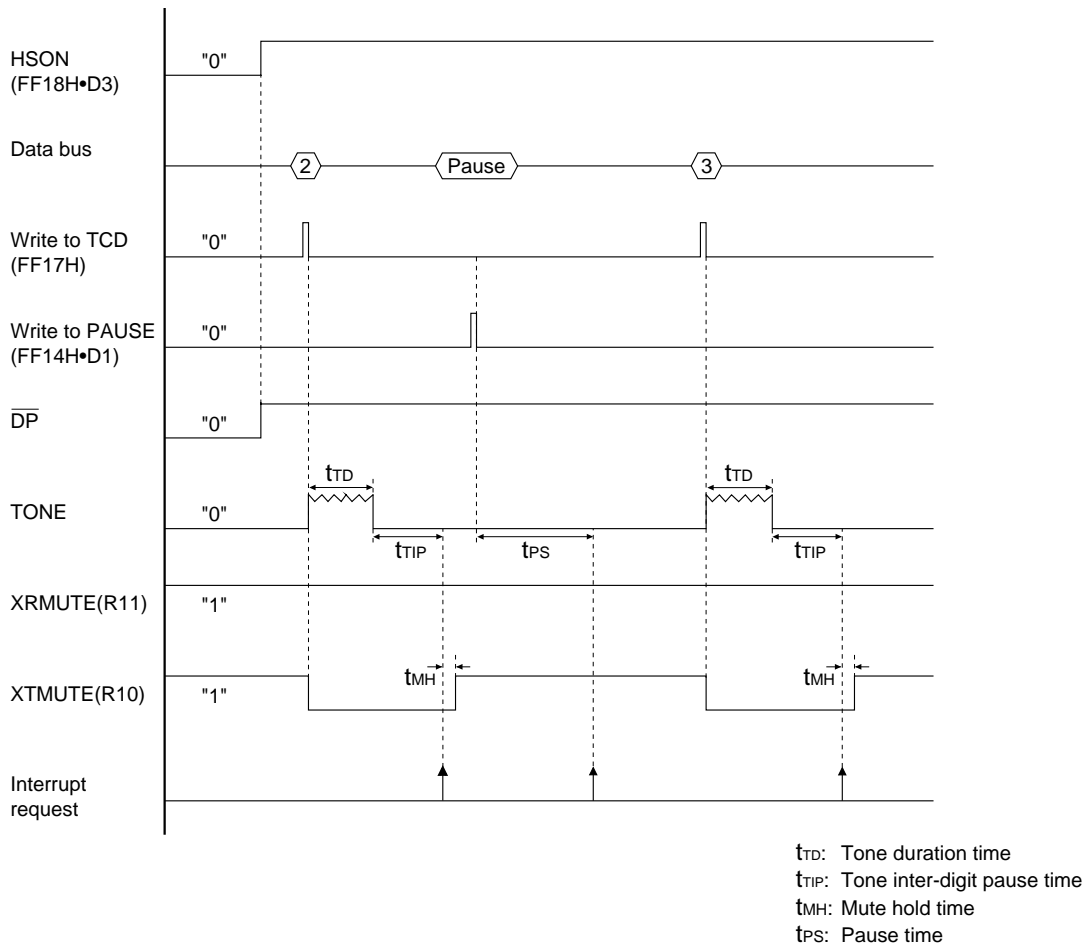 HSON
(FF18H•D3)
"0"
Data bus
2
Pause
3
Write to TCD
(FF17H)
"0"
Write to PAUSE
(FF14H•D1)
"0"
DP
"0"
tTD
tTD
TONE
"0"
tTIP
tPS
tTIP
XRMUTE(R11)
"1"
tMH
tMH
XTMUTE(R10)
"1"
Interrupt
request
tTD: Tone duration time
tTIP: Tone inter-digit pause time
tMH: Mute hold time
tPS: Pause time